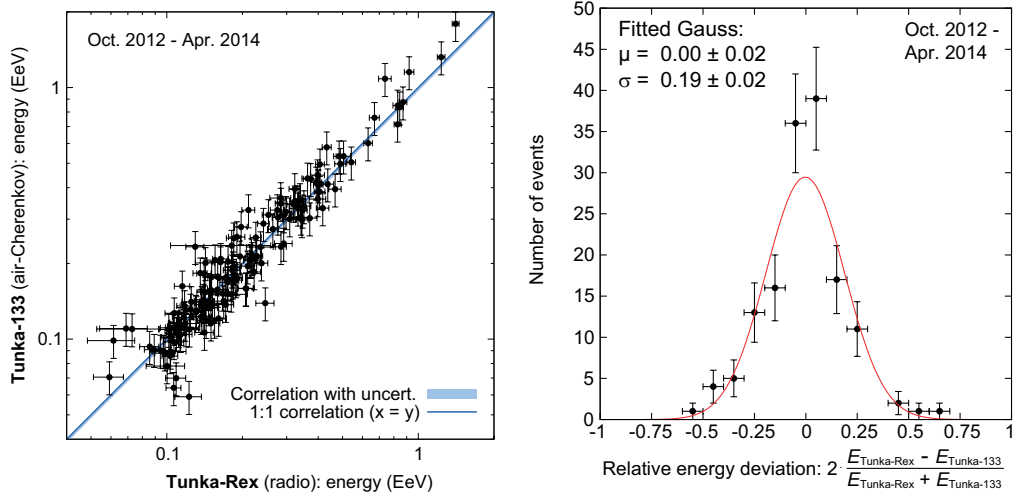 Oct. 2012 - Apr. 2014
Tunka-133 (air-Cherenkov): energy (EeV)
1
0.1
Correlation with uncert.
1:1 correlation (x = y)
0.1
1
Tunka-Rex (radio): energy (EeV)
Fitted Gauss:
μ = 0.00 ± 0.02
σ = 0.19 ± 0.02
Oct. 2012 -
Apr. 2014
Number of events
50
45
40
35
30
25
20
15
10
5
0
-1 -0.75 -0.5 -0.25 0 0.25 0.5 0.75 1
Relative energy deviation: 2 · (E_Tunka-Rex - E_Tunka-133) / (E_Tunka-Rex + E_Tunka-133)